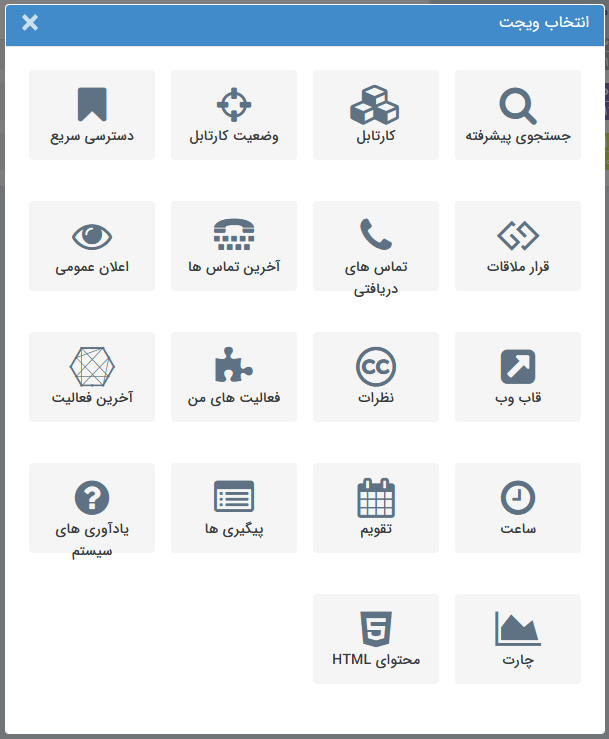 انتخاب ویجت
جستجوی پیشرفته
کارتابل
وضعیت کارتابل
دسترسی سریع
قرار ملاقات
تماس های
دریافتی
آخرین تماس ها
اعلان عمومی
قاب وب
نظرات
فعالیت های من
آخرین فعالیت
ساعت
تقویم
پیگیری ها
یادآوری های
سیستم
چارت
محتوای HTML